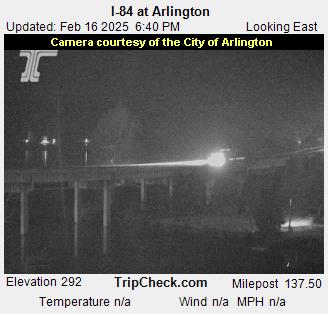 I-84 at Arlington
Updated: Feb 16 2025 6:40 PM Looking East
Camera courtesy of the City of Arlington
Elevation 292 TripCheck.com Milepost 137.50
Temperature n/a Wind n/a MPH n/a